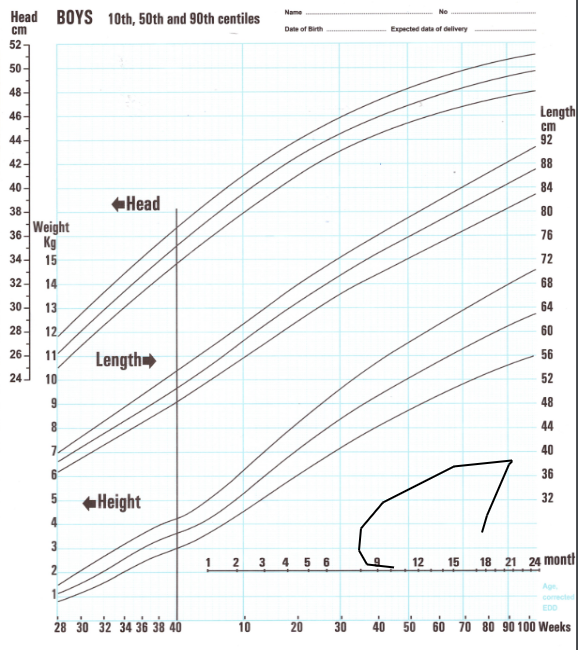 Head
cm
BOYS 10th, 50th and 90th centiles
Name
No
Date of Birth
Expected data of delivery
52
50
48
46
44
42
40
38
36
34
32
30
28
26
24
Weight
Kg
15
14
13
12
11
10
9
8
7
6
5
4
3
2
1
Head
Length
Height
Length
cm
92
88
84
80
76
72
68
64
60
56
52
48
44
40
36
32
1 2 3 4 5 6 9 12 15 18 21 24 month
Age,
corrected
EDD
28 30 32 34 36 38 40 10 20 30 40 50 60 70 80 90 100 Weeks